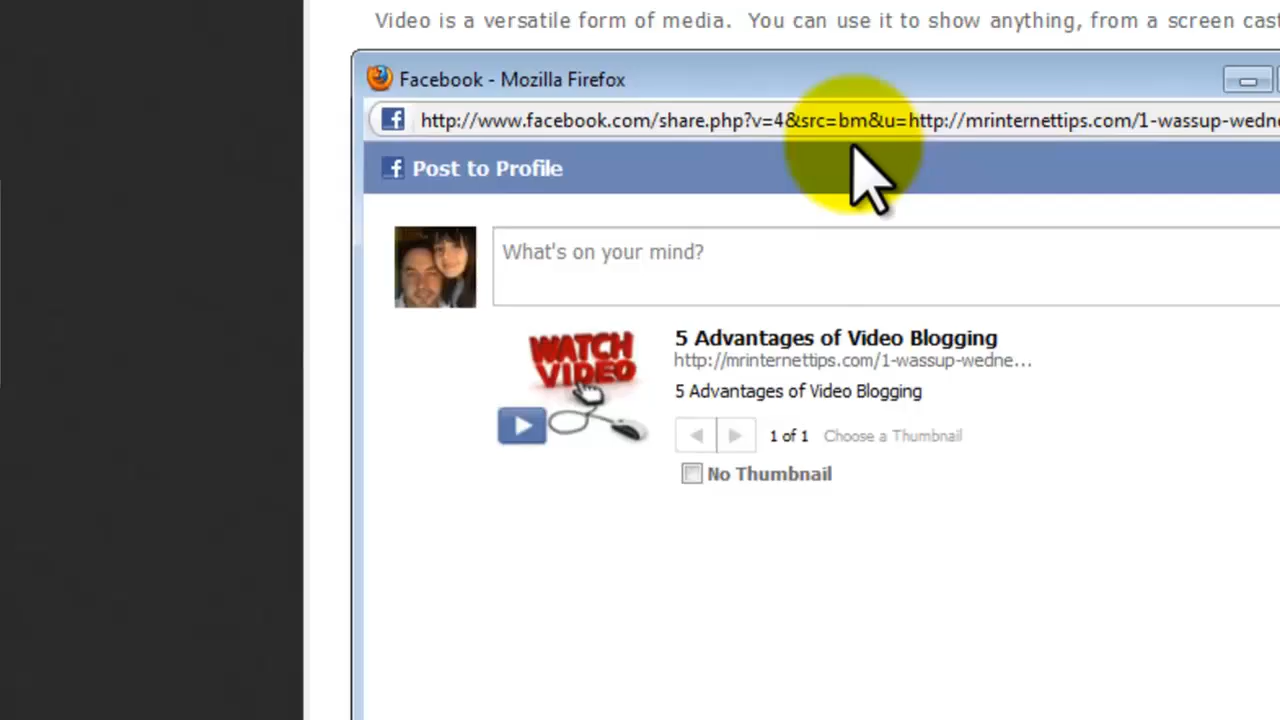 Video is a versatile form of media. You can use it to show anything, from a screen cast
Facebook - Mozilla Firefox
http://www.facebook.com/share.php?v=4&src=bm&u=http://mrinternettips.com/1-wassup-wedne
Post to Profile
What's on your mind?
WATCH
VIDEO
5 Advantages of Video Blogging
http://mrinternettips.com/1-wassup-wedne...
5 Advantages of Video Blogging
1 of 1 Choose a Thumbnail
No Thumbnail